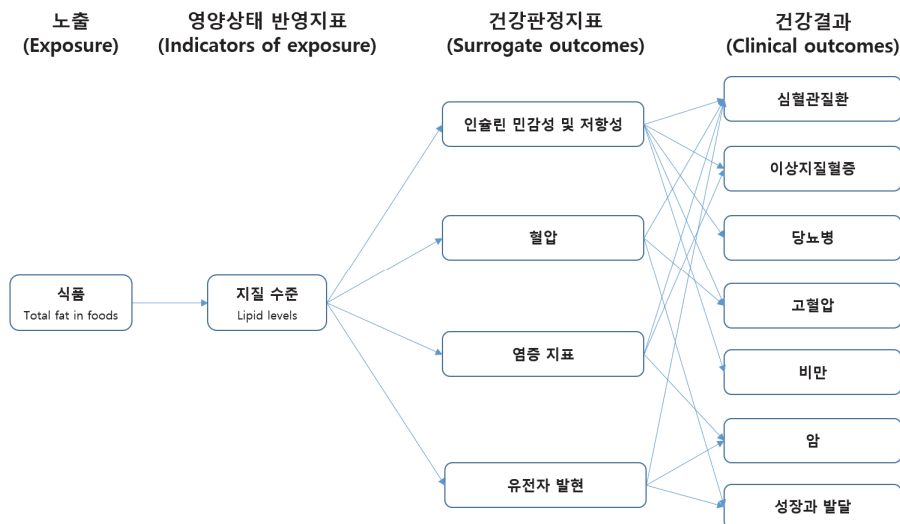 노출
(Exposure)
영양상태 반영지표
(Indicators of exposure)
건강판정지표
(Surrogate outcomes)
건강결과
(Clinical outcomes)
식품
Total fat in foods
지질 수준
Lipid levels
인슐린 민감성 및 저항성
혈압
염증 지표
유전자 발현
심혈관질환
이상지질혈증
당뇨병
고혈압
비만
암
성장과 발달